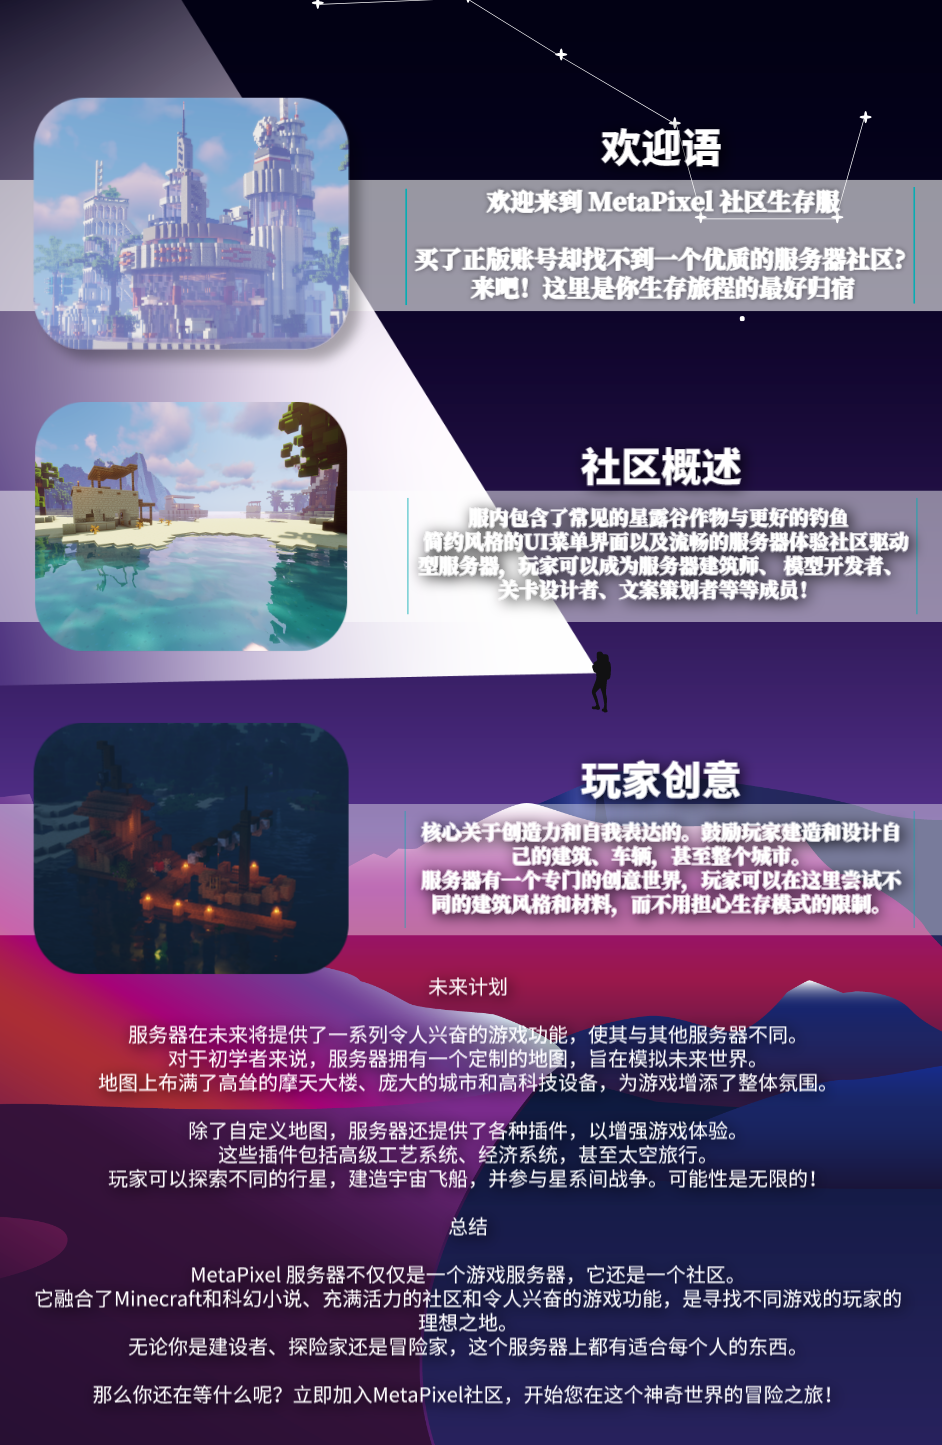 欢迎语
欢迎来到 MetaPixel 社区生存服
买了正版账号却找不到一个优质的服务器社区?
来吧！这里是你生存旅程的最好归宿
社区概述
服内包含了常见的星露谷作物与更好的钓鱼
简约风格的UI菜单界面以及流畅的服务器体验社区驱动
型服务器，玩家可以成为服务器建筑师、 模型开发者、
关卡设计者、文案策划者等等成员！
玩家创意
核心关于创造力和自我表达的。鼓励玩家建造和设计自
己的建筑、车辆，甚至整个城市。
服务器有一个专门的创意世界，玩家可以在这里尝试不
同的建筑风格和材料，而不用担心生存模式的限制。
未来计划
服务器在未来将提供了一系列令人兴奋的游戏功能，使其与其他服务器不同。
对于初学者来说，服务器拥有一个定制的地图，旨在模拟未来世界。
地图上布满了高耸的摩天大楼、庞大的城市和高科技设备，为游戏增添了整体氛围。
除了自定义地图，服务器还提供了各种插件，以增强游戏体验。
这些插件包括高级工艺系统、经济系统，甚至太空旅行。
玩家可以探索不同的行星，建造宇宙飞船，并参与星系间战争。可能性是无限的！
总结
MetaPixel 服务器不仅仅是一个游戏服务器，它还是一个社区。
它融合了Minecraft和科幻小说、充满活力的社区和令人兴奋的游戏功能，是寻找不同游戏的玩家的
理想之地。
无论你是建设者、探险家还是冒险家，这个服务器上都有适合每个人的东西。
那么你还在等什么呢？立即加入MetaPixel社区，开始您在这个神奇世界的冒险之旅！